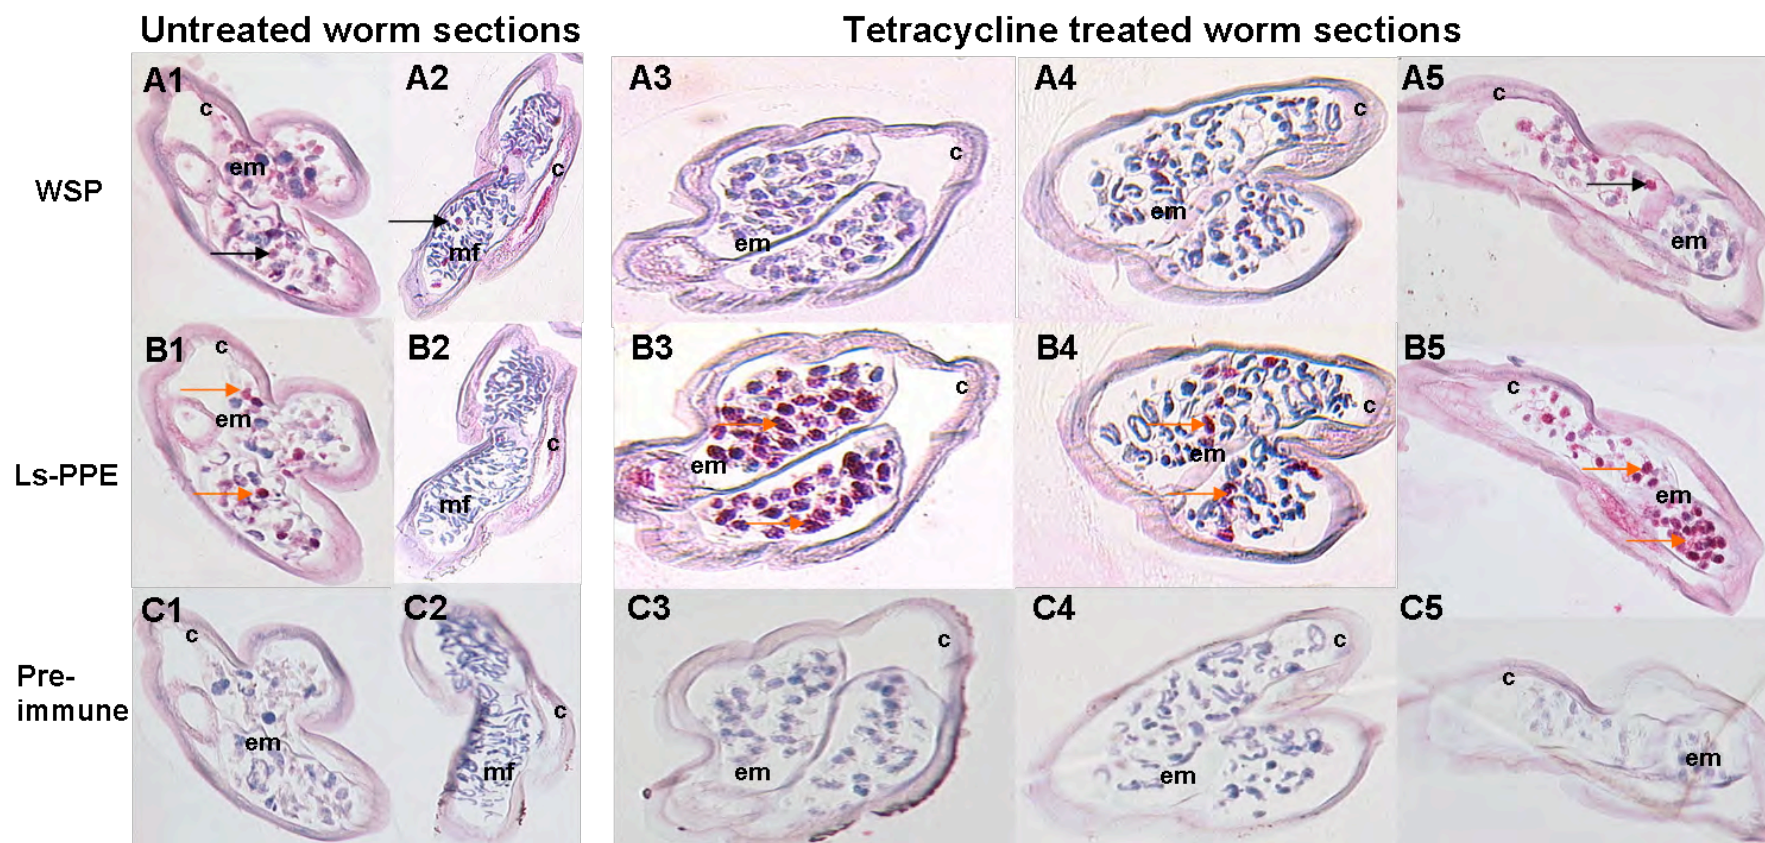 Untreated worm sections
Tetracycline treated worm sections
A1 c em
A2 c mf
A3 c em
A4 c em
A5 c em
WSP
B1 c em
B2 c mf
B3 c em
B4 c em
B5 c em
Ls-PPE
C1 c em
C2 c mf
C3 c em
C4 c em
C5 c em
Pre-
immune